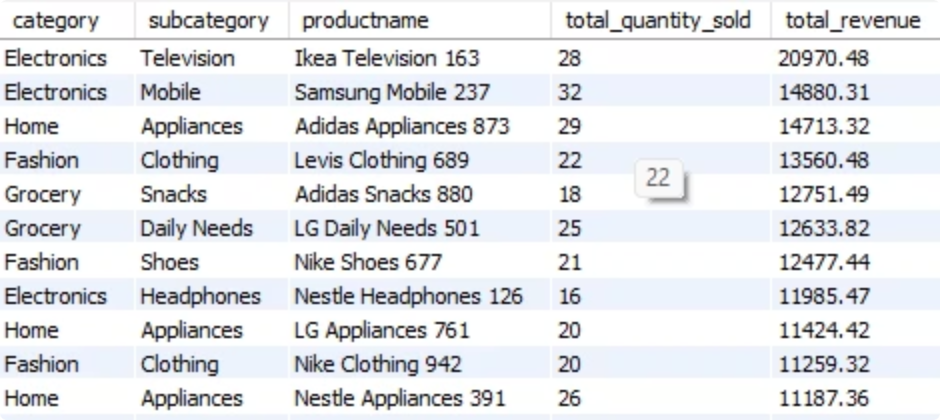 category subcategory productname total_quantity_sold total_revenue
Electronics Television Ikea Television 163 28 20970.48
Electronics Mobile Samsung Mobile 237 32 14880.31
Home Appliances Adidas Appliances 873 29 14713.32
Fashion Clothing Levis Clothing 689 22 13560.48
22
Grocery Snacks Adidas Snacks 880 18 12751.49
Grocery Daily Needs LG Daily Needs 501 25 12633.82
Fashion Shoes Nike Shoes 677 21 12477.44
Electronics Headphones Nestle Headphones 126 16 11985.47
Home Appliances LG Appliances 761 20 11424.42
Fashion Clothing Nike Clothing 942 20 11259.32
Home Appliances Nestle Appliances 391 26 11187.36